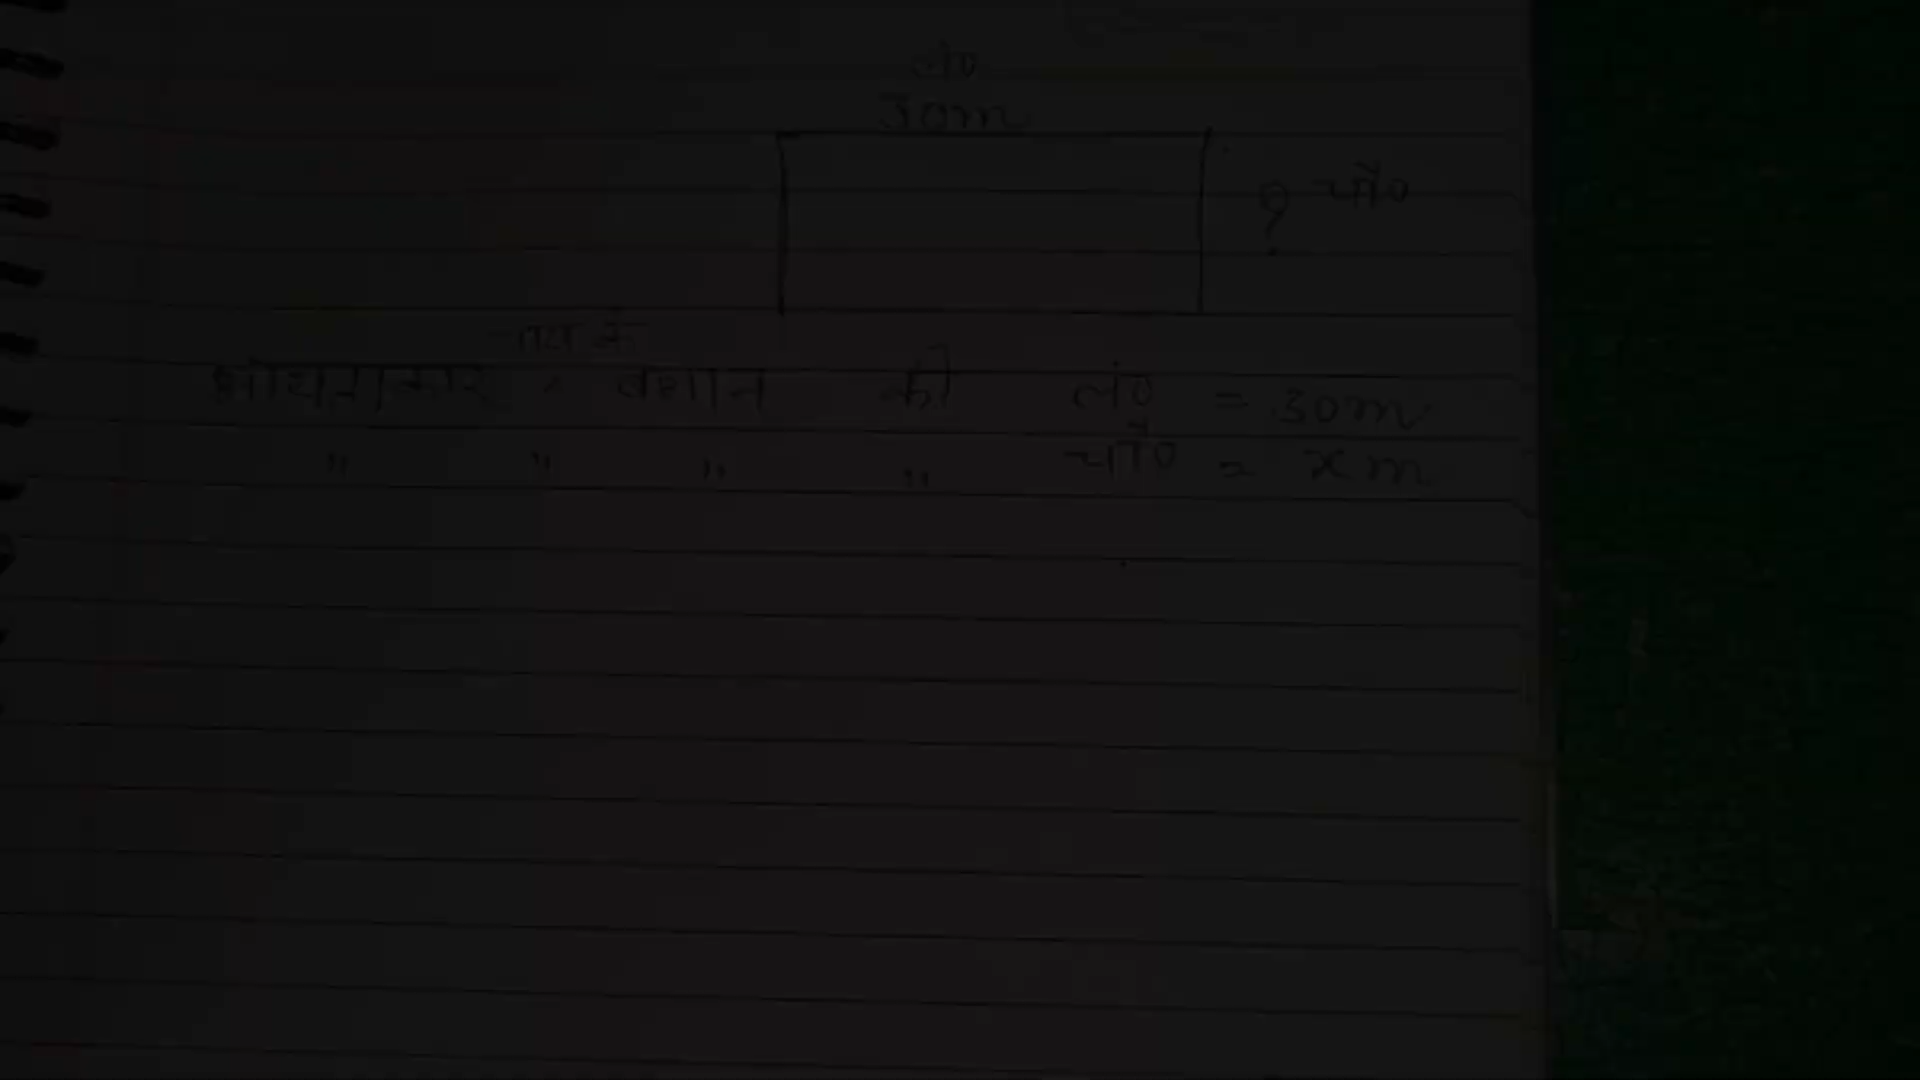 लं०
30m
? चौ०
आयताकार बगान की लं० = 30m
" " " " चौ० = x m